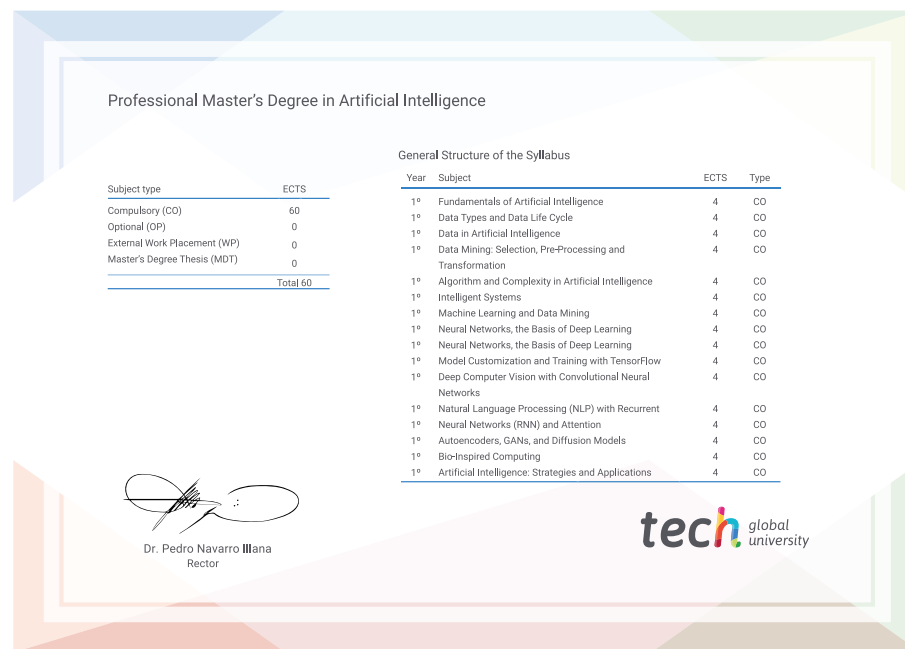 Professional Master's Degree in Artificial Intelligence
Subject type ECTS
Compulsory (CO) 60
Optional (OP) 0
External Work Placement (WP) 0
Master's Degree Thesis (MDT) 0
Total 60
General Structure of the Syllabus
Year Subject ECTS Type
1º Fundamentals of Artificial Intelligence 4 CO
1º Data Types and Data Life Cycle 4 CO
1º Data in Artificial Intelligence 4 CO
1º Data Mining: Selection, Pre-Processing and 4 CO
Transformation
1º Algorithm and Complexity in Artificial Intelligence 4 CO
1º Intelligent Systems 4 CO
1º Machine Learning and Data Mining 4 CO
1º Neural Networks, the Basis of Deep Learning 4 CO
1º Neural Networks, the Basis of Deep Learning 4 CO
1º Model Customization and Training with TensorFlow 4 CO
1º Deep Computer Vision with Convolutional Neural 4 CO
Networks
1º Natural Language Processing (NLP) with Recurrent 4 CO
1º Neural Networks (RNN) and Attention 4 CO
1º Autoencoders, GANs, and Diffusion Models 4 CO
1º Bio-Inspired Computing 4 CO
1º Artificial Intelligence: Strategies and Applications 4 CO
Dr. Pedro Navarro Illana
Rector
tech global
university